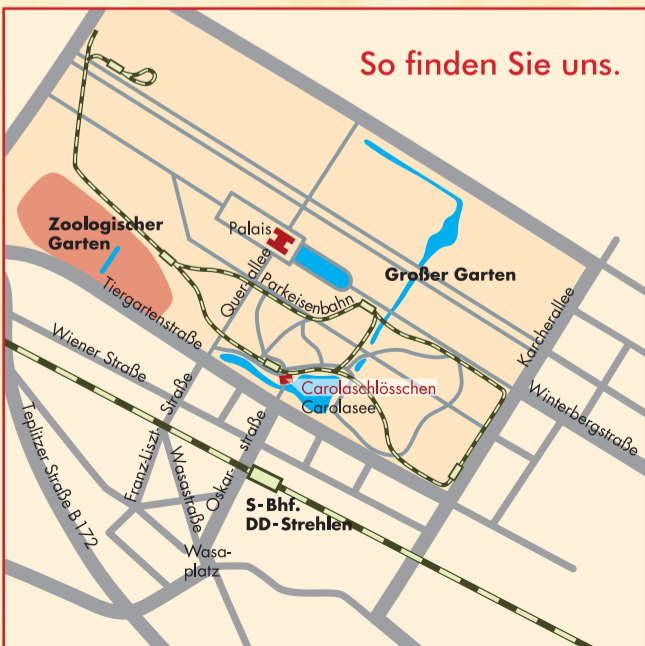 So finden Sie uns.
Zoologischer
Garten
Palais
Querallee
Großer Garten
Parkeisenbahn
Tiergartenstraße
Karcherallee
Wiener Straße
Carolaschlösschen
Carolasee
Winterbergstraße
Teplitzer Straße B 172
Franz-Liszt-Straße
Wasastraße
Oskar-straße
S-Bhf.
DD-Strehlen
Wasa-
platz